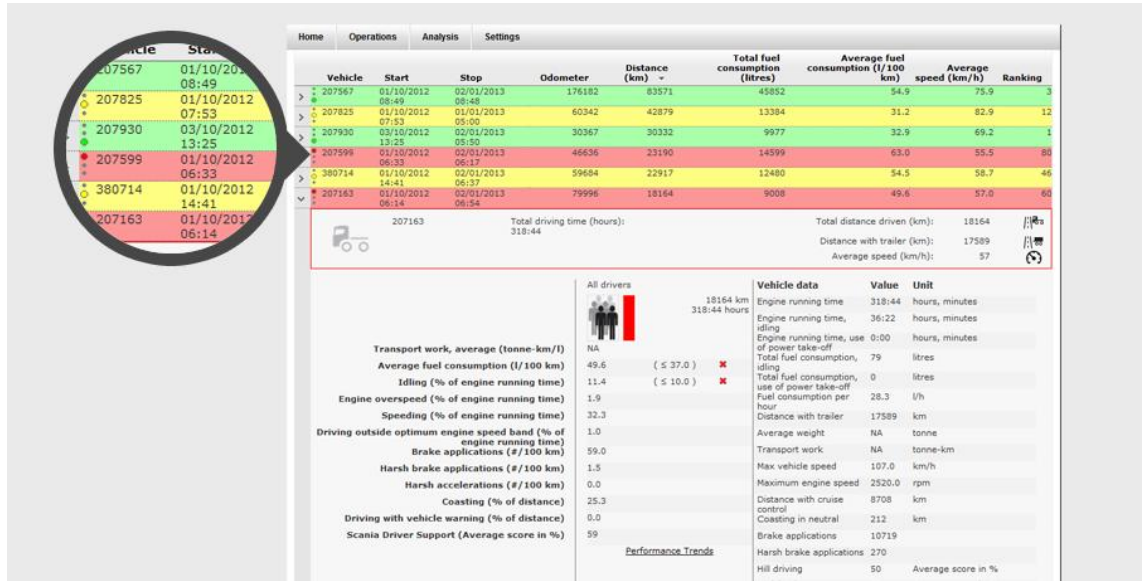 Home Operations Analysis Settings
Vehicle Start Stop Odometer Distance (km) Total fuel consumption (litres) Average fuel consumption (l/100 km) Average speed (km/h) Ranking
207567 01/10/2012 08:49 02/01/2013 08:48 176182 83571 45852 54.9 75.9 3
207825 01/10/2012 07:53 01/01/2013 05:00 60342 42879 13384 31.2 82.9 12
207930 03/10/2012 13:25 02/01/2013 05:50 30367 30332 9977 32.9 69.2 1
207599 01/10/2012 06:33 02/01/2013 06:17 46636 23190 14599 63.0 55.5 80
380714 01/10/2012 14:41 02/01/2013 06:37 59684 22917 12480 54.5 58.7 46
207163 01/10/2012 06:14 02/01/2013 06:54 79996 18164 9008 49.6 57.0 60
207567 01/10/20
08:49
207825 01/10/2012
07:53
207930 03/10/2012
13:25
207599 01/10/2012
06:33
380714 01/10/2012
14:41
207163 01/10/2012
06:14
207163 Total driving time (hours):
318:44
Total distance driven (km): 18164
Distance with trailer (km): 17589
Average speed (km/h): 57
All drivers
18164 km
318:44 hours
Transport work, average (tonne-km/l) NA
Average fuel consumption (l/100 km) 49.6 ( ≤ 37.0 ) ✖
Idling (% of engine running time) 11.4 ( ≤ 10.0 ) ✖
Engine overspeed (% of engine running time) 1.9
Speeding (% of engine running time) 32.3
Driving outside optimum engine speed band (% of engine running time) 1.0
Brake applications (#/100 km) 59.0
Harsh brake applications (#/100 km) 1.5
Harsh accelerations (#/100 km) 0.0
Coasting (% of distance) 25.3
Driving with vehicle warning (% of distance) 0.0
Scania Driver Support (Average score in %) 59
Performance Trends
Vehicle data Value Unit
Engine running time 318:44 hours, minutes
Engine running time, idling 36:22 hours, minutes
Engine running time, use of power take-off 0:00 hours, minutes
Total fuel consumption, idling 79 litres
Total fuel consumption, use of power take-off 0 litres
Fuel consumption per hour 28.3 l/h
Distance with trailer 17589 km
Average weight NA tonne
Transport work NA tonne-km
Max vehicle speed 107.0 km/h
Maximum engine speed 2520.0 rpm
Distance with cruise control 8708 km
Coasting in neutral 212 km
Brake applications 10719
Harsh brake applications 270
Hill driving 50 Average score in %